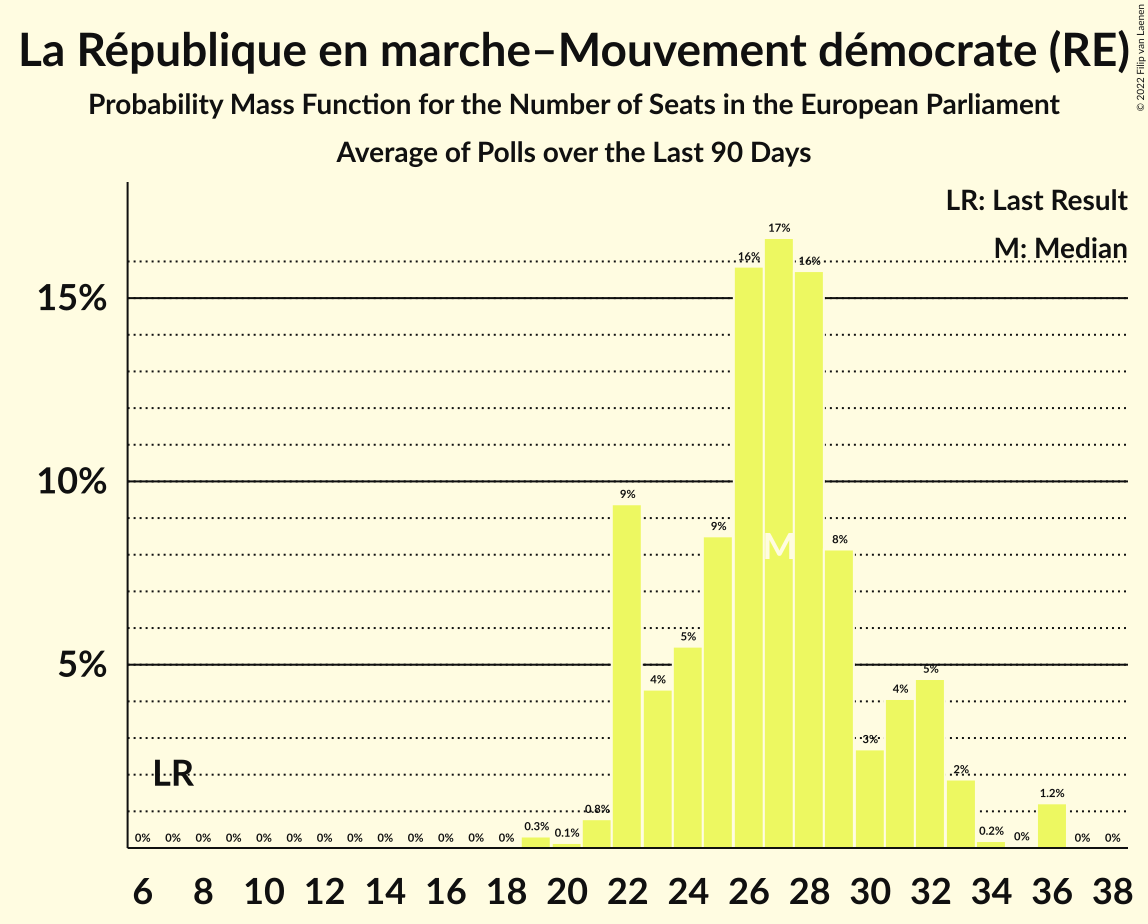 La République en marche–Mouvement démocrate (RE)
Probability Mass Function for the Number of Seats in the European Parliament
Average of Polls over the Last 90 Days
© 2022 Filip van Laenen
LR: Last Result
M: Median
15%
10%
5%
0% 0% 0% 0% 0% 0% 0% 0% 0% 0% 0% 0% 0% 0.3% 0.1% 0.8% 9% 4% 5% 9% 16% 17% 16% 8% 3% 4% 5% 2% 0.2% 0% 1.2% 0% 0%
M
LR
6 8 10 12 14 16 18 20 22 24 26 28 30 32 34 36 38